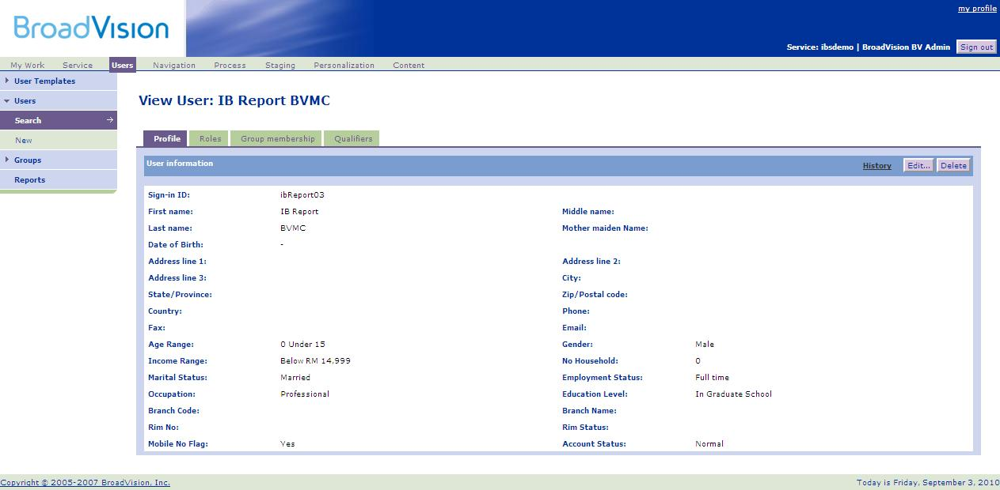 my profile
BroadVision
Service: ibsdemo | BroadVision BV Admin Sign out
My Work Service Users Navigation Process Staging Personalization Content
User Templates
Users
Search
New
Groups
Reports
View User: IB Report BVMC
Profile Roles Group membership Qualifiers
User information History Edit... Delete
Sign-in ID: ibReport03
First name: IB Report Middle name:
Last name: BVMC Mother maiden Name:
Date of Birth: -
Address line 1: Address line 2:
Address line 3: City:
State/Province: Zip/Postal code:
Country: Phone:
Fax: Email:
Age Range: 0 Under 15 Gender: Male
Income Range: Below RM 14,999 No Household: 0
Marital Status: Married Employment Status: Full time
Occupation: Professional Education Level: In Graduate School
Branch Code: Branch Name:
Rim No: Rim Status:
Mobile No Flag: Yes Account Status: Normal
Copyright © 2005-2007 BroadVision, Inc. Today is Friday, September 3, 2010